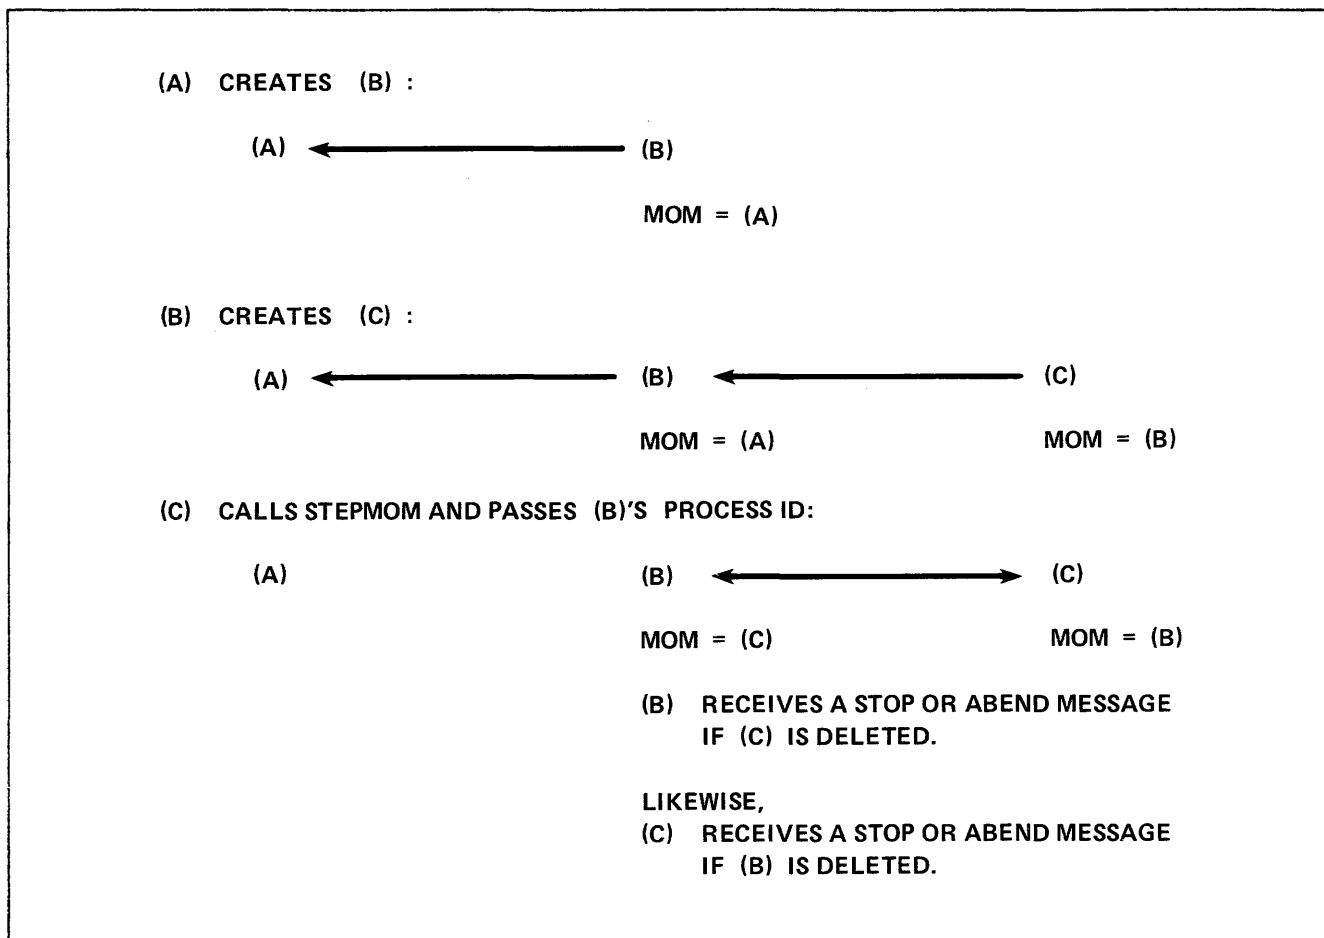 (A) CREATES (B) :
(A) (B)
MOM = (A)
(B) CREATES (C) :
(A) (B) (C)
MOM = (A) MOM = (B)
(C) CALLS STEPMOM AND PASSES (B)'S PROCESS ID:
(A) (B) (C)
MOM = (C) MOM = (B)
(B) RECEIVES A STOP OR ABEND MESSAGE
IF (C) IS DELETED.
LIKEWISE,
(C) RECEIVES A STOP OR ABEND MESSAGE
IF (B) IS DELETED.